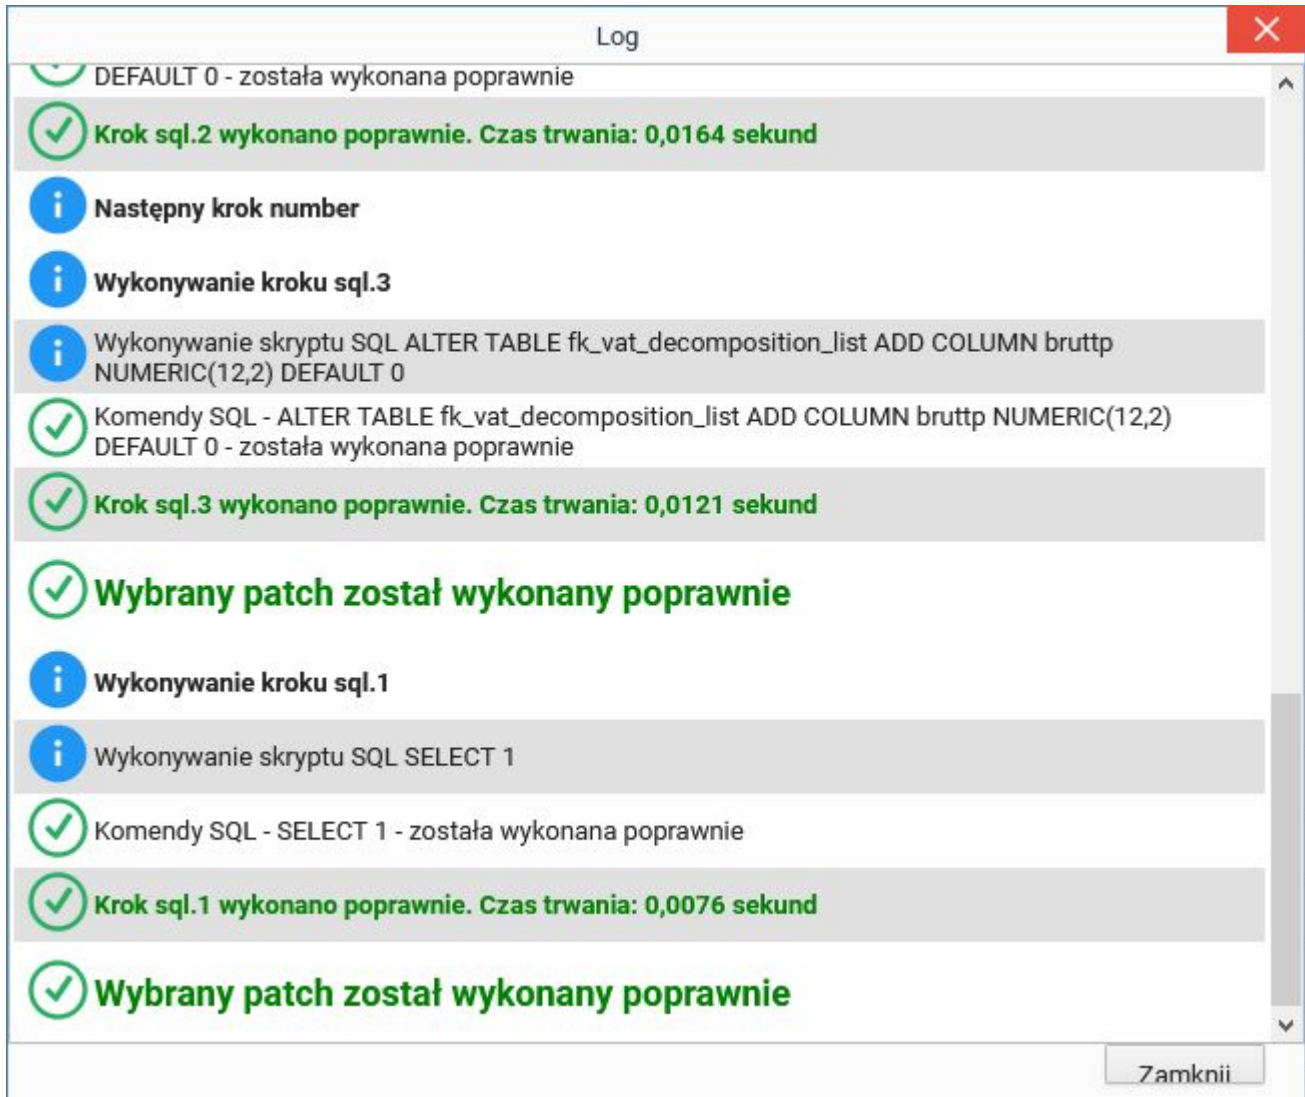 Log
DEFAULT 0 - została wykonana poprawnie
Krok sql.2 wykonano poprawnie. Czas trwania: 0,0164 sekund
Następny krok number
Wykonywanie kroku sql.3
Wykonywanie skryptu SQL ALTER TABLE fk_vat_decomposition_list ADD COLUMN bruttp
NUMERIC(12,2) DEFAULT 0
Komendy SQL - ALTER TABLE fk_vat_decomposition_list ADD COLUMN bruttp NUMERIC(12,2)
DEFAULT 0 - została wykonana poprawnie
Krok sql.3 wykonano poprawnie. Czas trwania: 0,0121 sekund
Wybrany patch został wykonany poprawnie
Wykonywanie kroku sql.1
Wykonywanie skryptu SQL SELECT 1
Komendy SQL - SELECT 1 - została wykonana poprawnie
Krok sql.1 wykonano poprawnie. Czas trwania: 0,0076 sekund
Wybrany patch został wykonany poprawnie
Zamknij